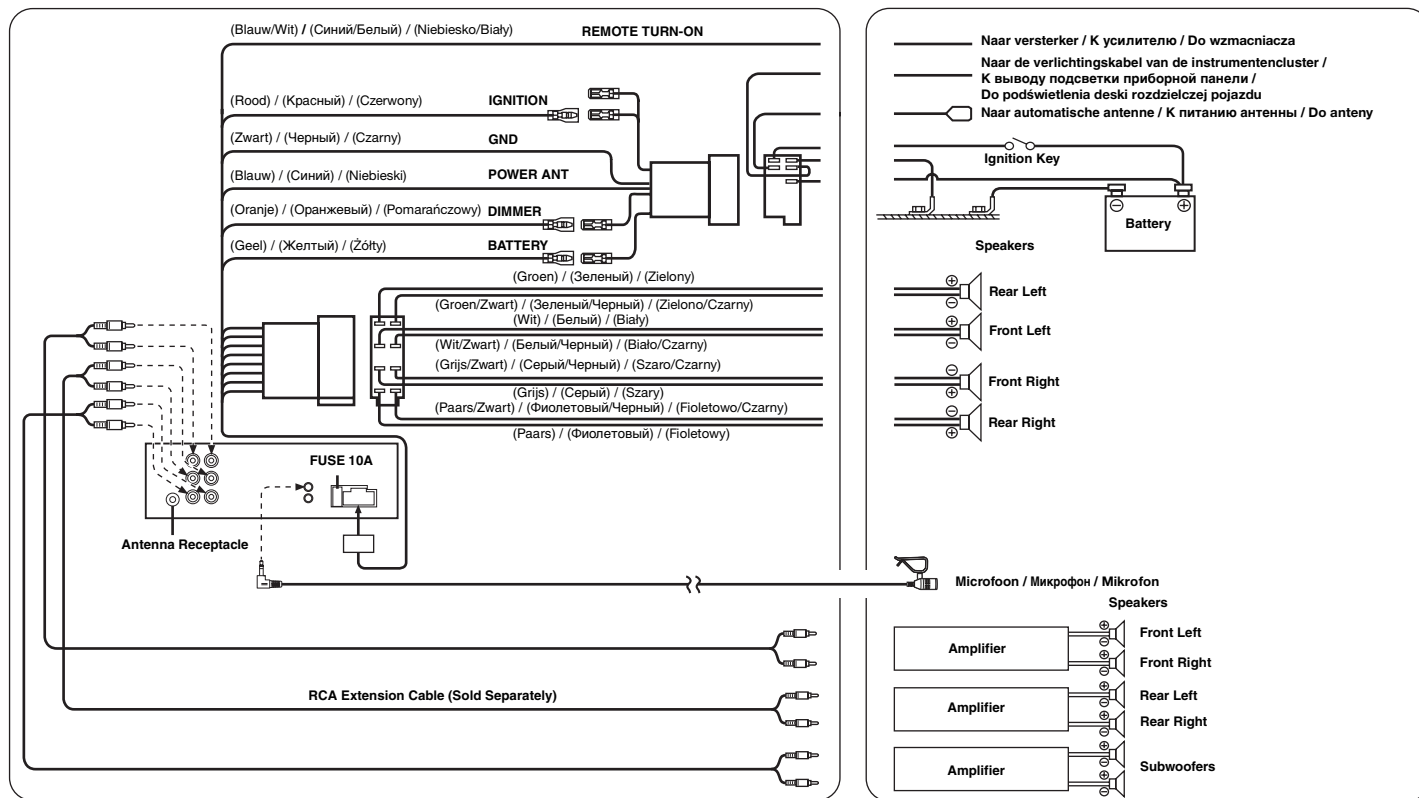 (Blauw/Wit) / (Синий/Белый) / (Niebiesko/Biały) REMOTE TURN-ON
(Rood) / (Красный) / (Czerwony) IGNITION
(Zwart) / (Черный) / (Czarny) GND
(Blauw) / (Синий) / (Niebieski) POWER ANT
(Oranje) / (Оранжевый) / (Pomarańczowy) DIMMER
(Geel) / (Желтый) / (Żółty) BATTERY
(Groen) / (Зеленый) / (Zielony)
(Groen/Zwart) / (Зеленый/Черный) / (Zielono/Czarny)
(Wit) / (Белый) / (Biały)
(Wit/Zwart) / (Белый/Черный) / (Biało/Czarny)
(Grijs/Zwart) / (Серый/Черный) / (Szaro/Czarny)
(Grijs) / (Серый) / (Szary)
(Paars/Zwart) / (Фиолетовый/Черный) / (Fioletowo/Czarny)
(Paars) / (Фиолетовый) / (Fioletowy)
FUSE 10A
Antenna Receptacle
RCA Extension Cable (Sold Separately)
Naar versterker / К усилителю / Do wzmacniacza
Naar de verlichtingskabel van de instrumentencluster /
К выводу подсветки приборной панели /
Do podświetlenia deski rozdzielczej pojazdu
Naar automatische antenne / К питанию антенны / Do anteny
Ignition Key
Battery
Speakers
Rear Left
Front Left
Front Right
Rear Right
Microfoon / Микрофон / Mikrofon
Speakers
Amplifier
Front Left
Front Right
Amplifier
Rear Left
Rear Right
Amplifier
Subwoofers